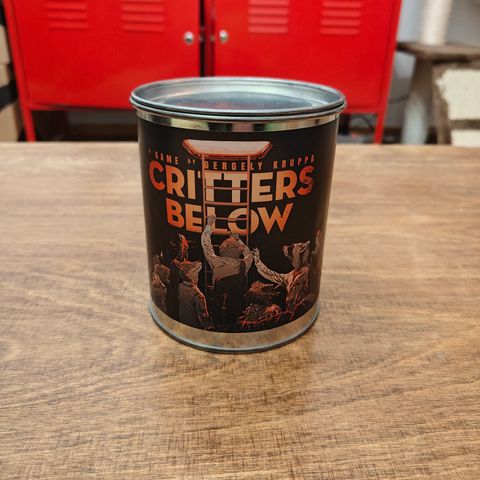 A GAME BY GERGELY KRUPPA
CRITTERS
BELOW